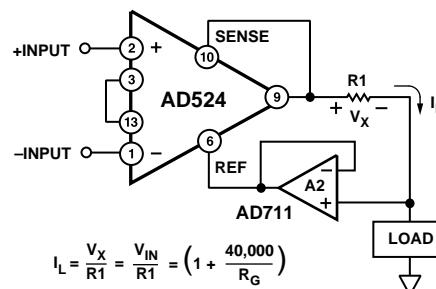 +INPUT
2
+
10
SENSE
3
AD524
9
R1
+
−
V_X
I
13
6
−INPUT
1
−
REF
−
A2
+
AD711
LOAD
I_L = V_X/R1 = V_IN/R1 = (1 + 40,000/R_G)